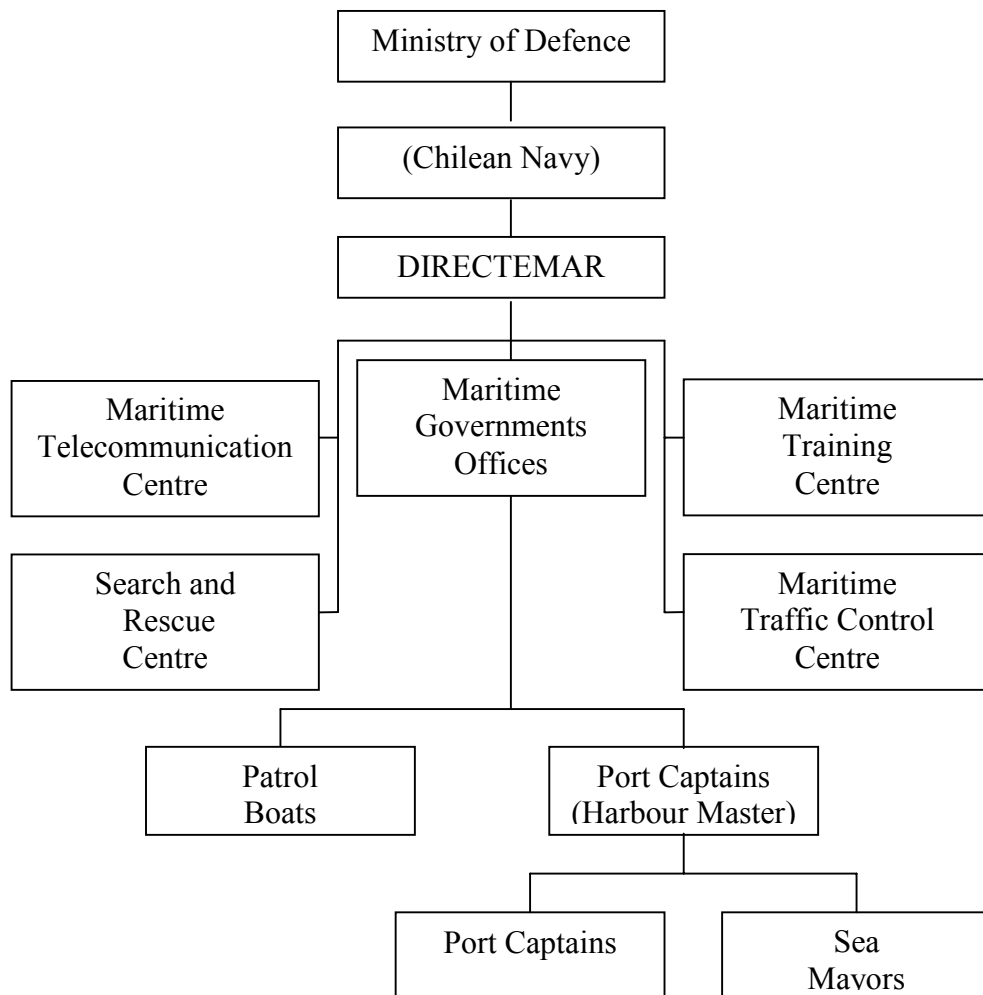 Ministry of Defence
(Chilean Navy)
DIRECTEMAR
Maritime
Telecommunication
Centre
Maritime
Governments
Offices
Maritime
Training
Centre
Search and
Rescue
Centre
Maritime
Traffic Control
Centre
Patrol
Boats
Port Captains
(Harbour Master)
Port Captains
Sea
Mayors